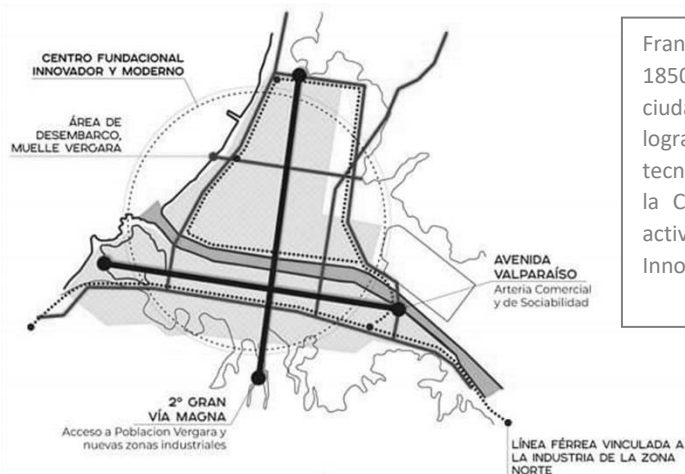 CENTRO FUNDACIONAL
INNOVADOR Y MODERNO
ÁREA DE
DESEMBARCO,
MUELLE VERGARA
AVENIDA
VALPARAÍSO
Arteria Comercial
y de Sociabilidad
2º GRAN
VÍA MAGNA
Acceso a Poblacion Vergara y
nuevas zonas industriales
LÍNEA FÉRREA VINCULADA A
LA INDUSTRIA DE LA ZONA
NORTE
Fran
1850
ciuda
logra
tecn
la C
activ
Inno